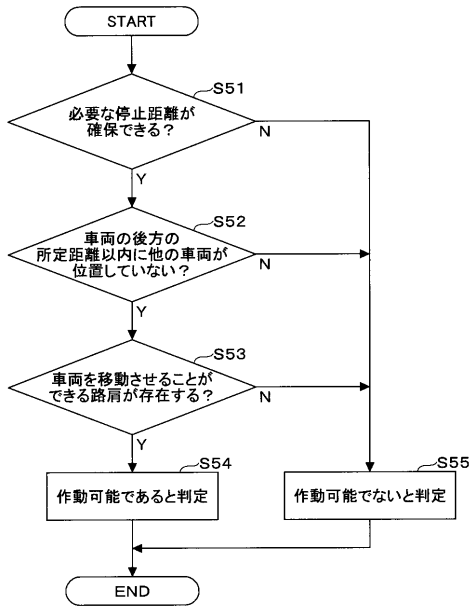 START
S51
必要な停止距離が
確保できる？
N
Y
S52
車両の後方の
所定距離以内に他の車両が
位置していない？
N
Y
S53
車両を移動させることが
できる路肩が存在する？
N
Y
S54
作動可能であると判定
S55
作動可能でないと判定
END